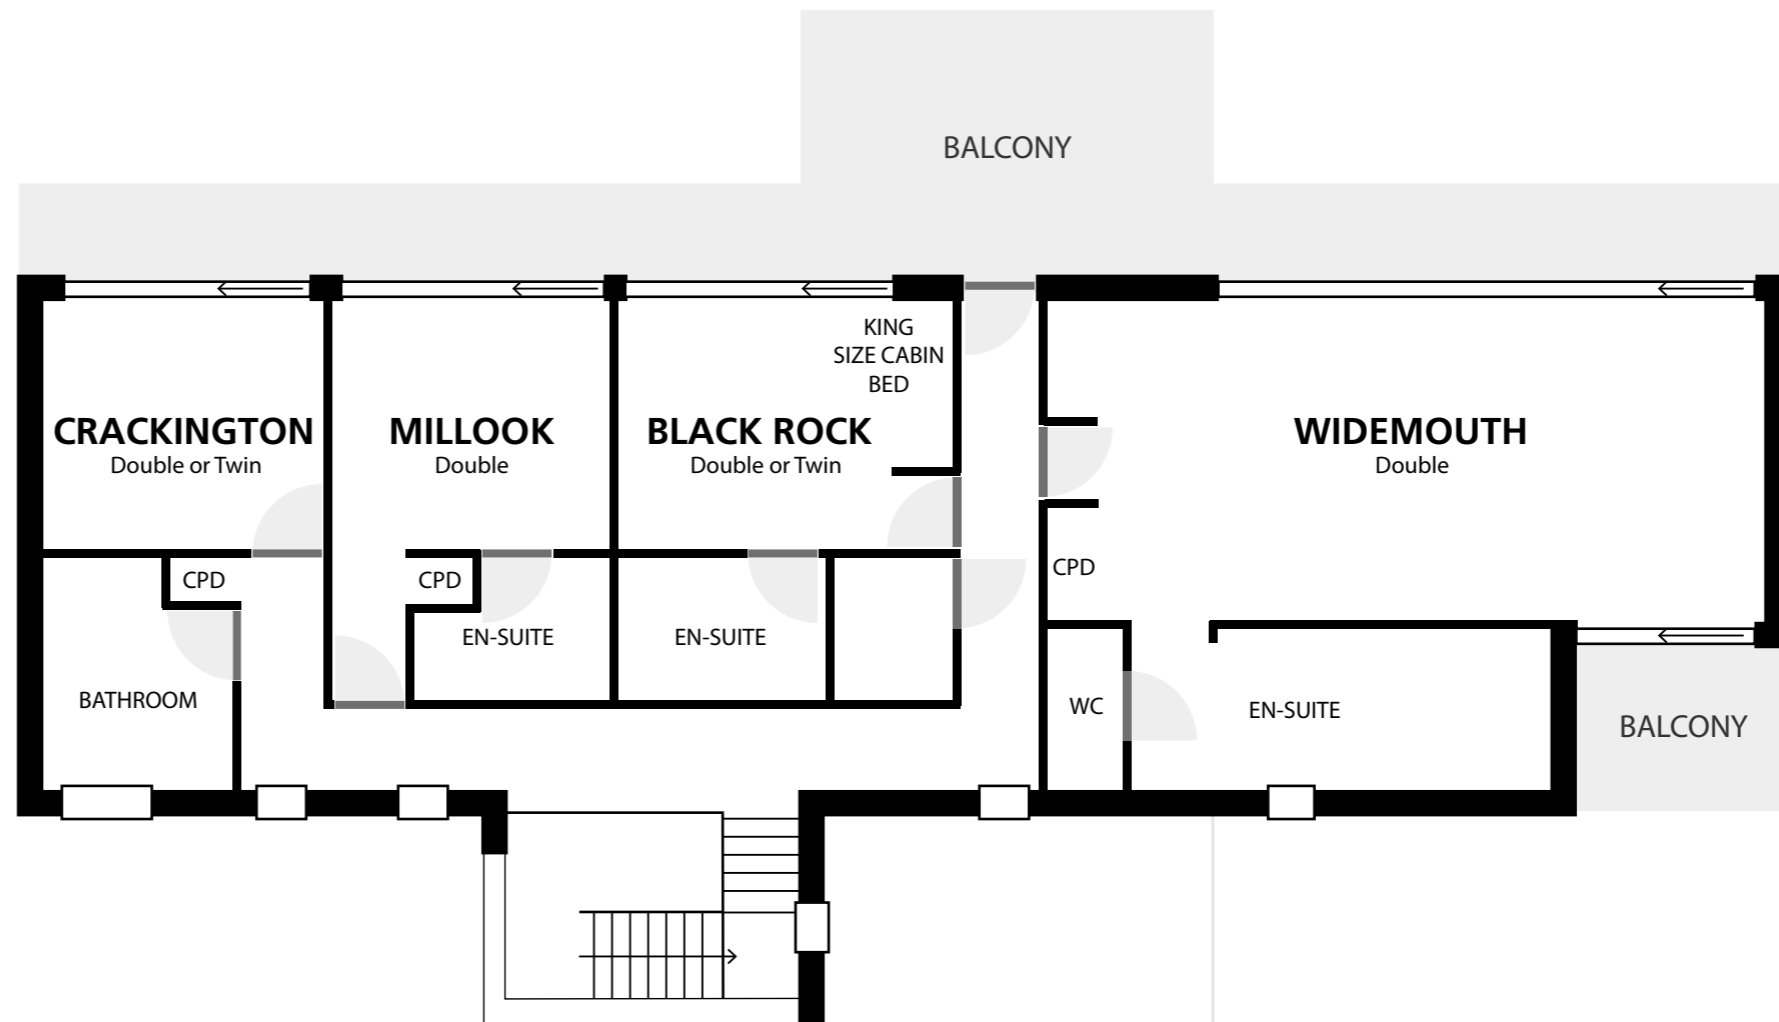 BALCONY
KING
SIZE CABIN
BED
CRACKINGTON
Double or Twin
MILLOOK
Double
BLACK ROCK
Double or Twin
WIDEMOUTH
Double
CPD
CPD
CPD
EN-SUITE
EN-SUITE
BATHROOM
WC
EN-SUITE
BALCONY